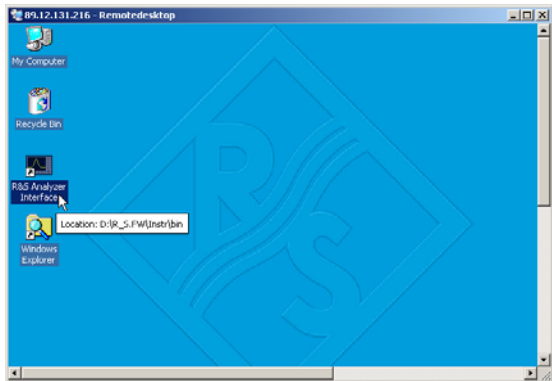 89.12.131.216 - Remotedesktop
My Computer
Recycle Bin
R&S Analyzer
Interface
Location: D:\R_S.FW\Instr\bin
Windows
Explorer
R
S